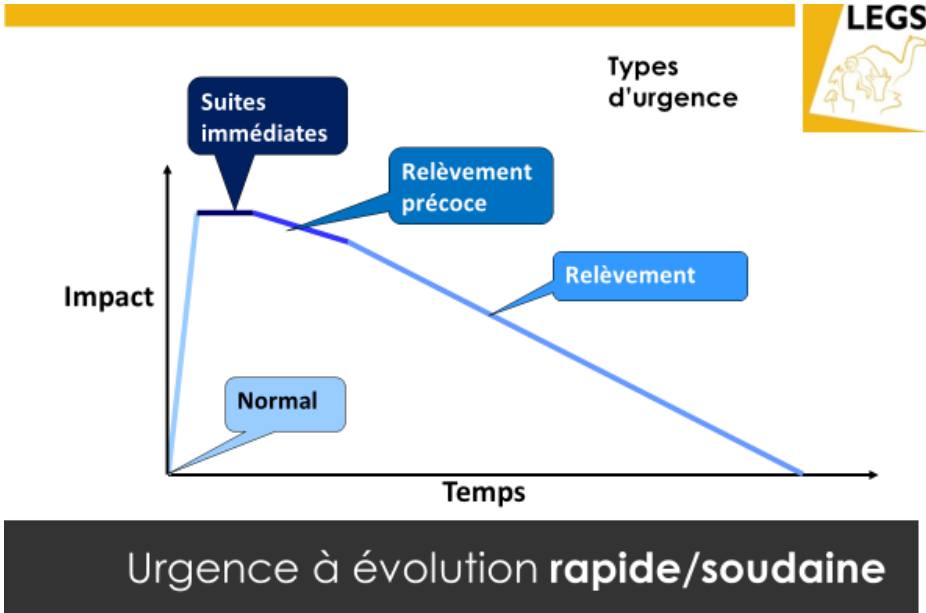 LEGS
Types
d'urgence
Suites
immédiates
Relèvement
précoce
Relèvement
Impact
Normal
Temps
Urgence à évolution rapide/soudaine